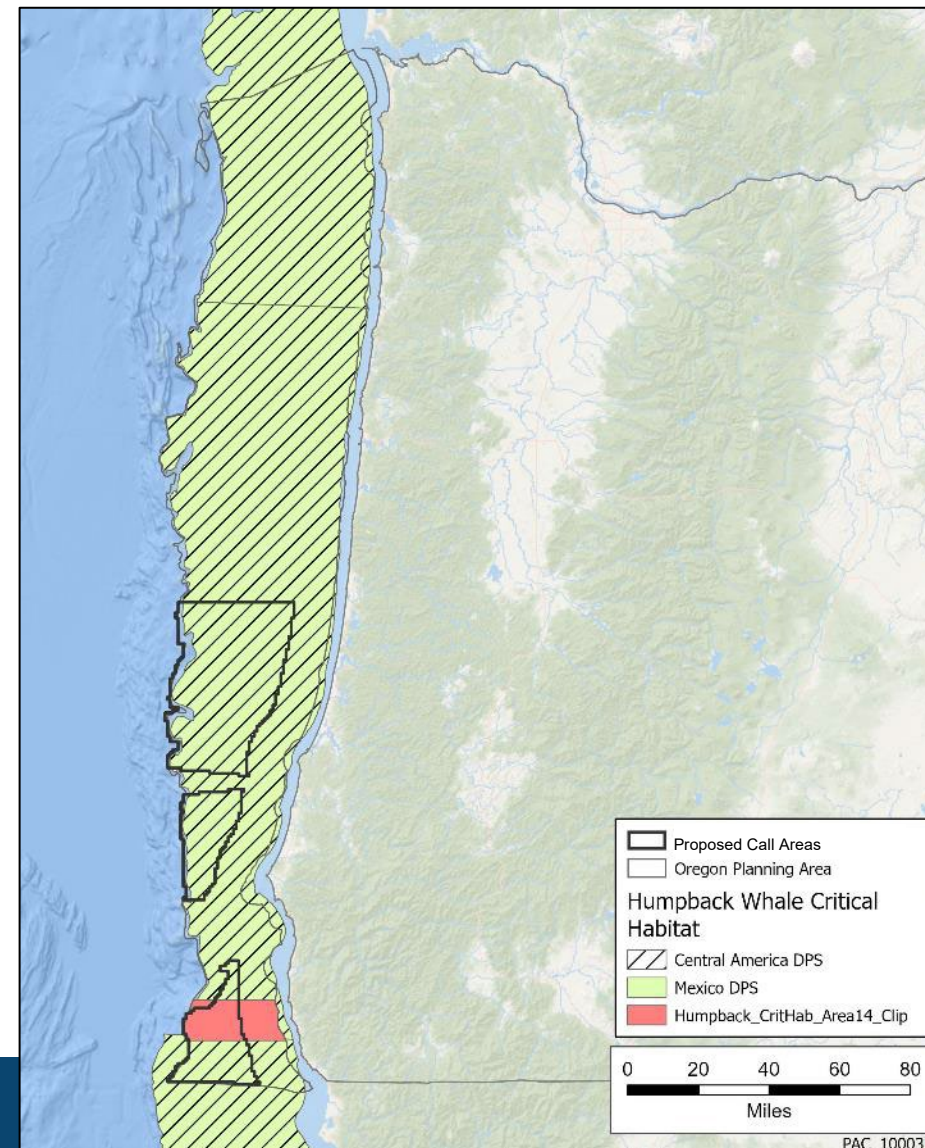 Proposed Call Areas
Oregon Planning Area
Humpback Whale Critical
Habitat
Central America DPS
Mexico DPS
Humpback_CritHab_Area14_Clip
0 20 40 60 80
Miles
PAC_10003